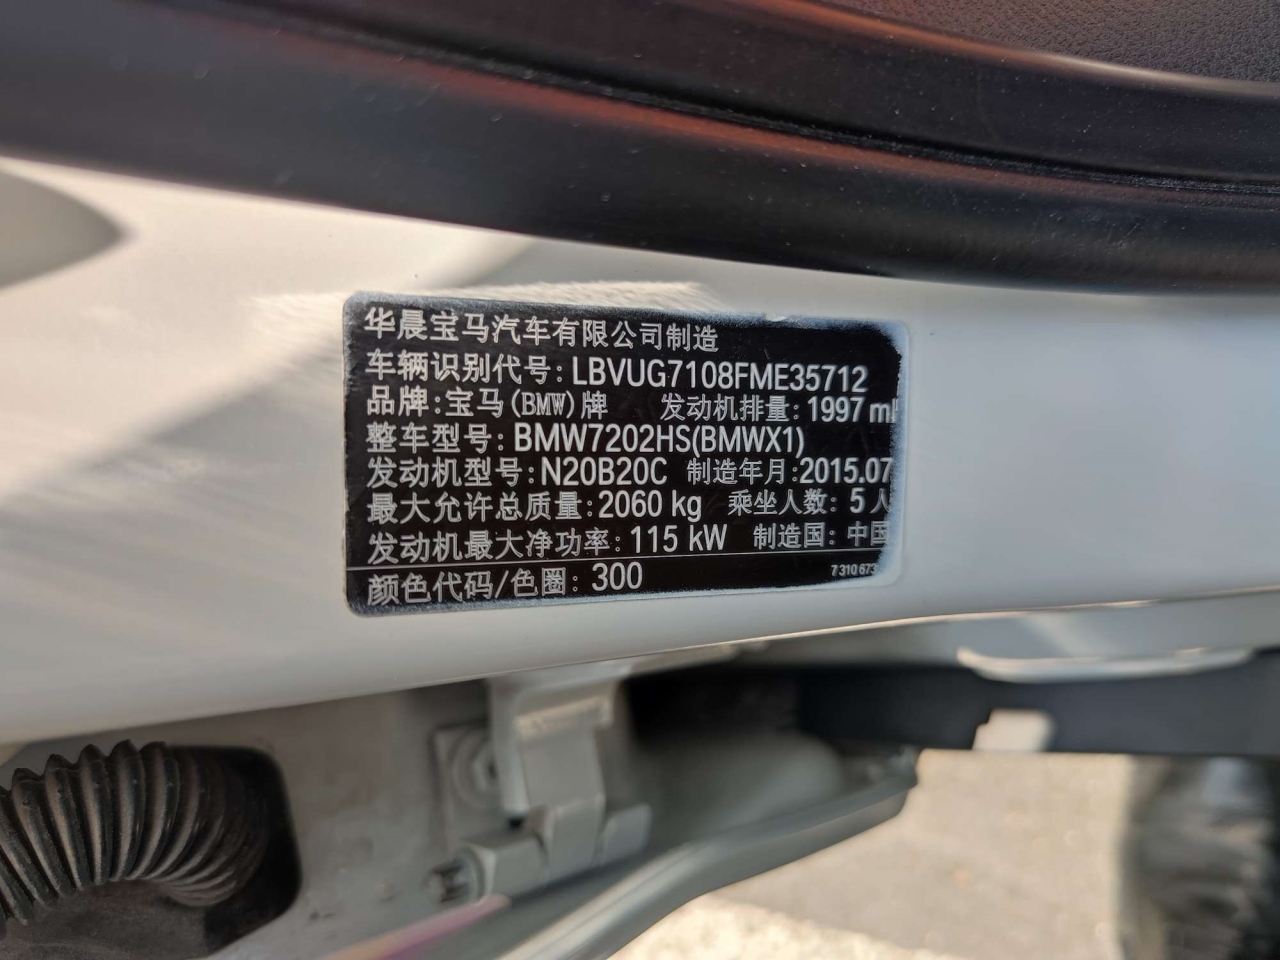 华晨宝马汽车有限公司制造
车辆识别代号: LBVUG7108FME35712
品牌:宝马(BMW)牌 发动机排量: 1997 ml
整车型号: BMW7202HS(BMWX1)
发动机型号: N20B20C 制造年月:2015.07
最大允许总质量: 2060 kg 乘坐人数: 5 人
发动机最大净功率: 115 kW 制造国: 中国
颜色代码/色圈: 300 7 310 673